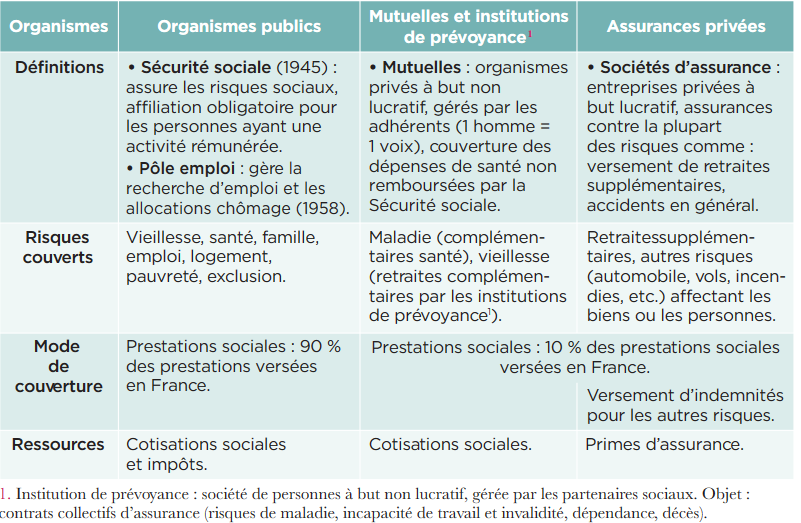 Organismes
Organismes publics
Mutuelles et institutions
de prévoyance1
Assurances privées
Définitions
• Sécurité sociale (1945) :
assure les risques sociaux,
affiliation obligatoire pour
les personnes ayant une
activité rémunérée.
• Pôle emploi : gère la
recherche d’emploi et les
allocations chômage (1958).
• Mutuelles : organismes
privés à but non
lucratif, gérés par les
adhérents (1 homme =
1 voix), couverture des
dépenses de santé non
remboursées par la
Sécurité sociale.
• Sociétés d’assurance :
entreprises privées à
but lucratif, assurances
contre la plupart
des risques comme :
versement de retraites
supplémentaires,
accidents en général.
Risques
couverts
Vieillesse, santé, famille,
emploi, logement,
pauvreté, exclusion.
Maladie (complémen-
taires santé), vieillesse
(retraites complémen-
taires par les institutions
de prévoyance1).
Retraitessupplémen-
taires, autres risques
(automobile, vols, incen-
dies, etc.) affectant les
biens ou les personnes.
Mode
de
couverture
Prestations sociales : 90 %
des prestations versées
en France.
Prestations sociales : 10 % des prestations sociales
versées en France.
Versement d’indemnités
pour les autres risques.
Ressources
Cotisations sociales
et impôts.
Cotisations sociales.
Primes d’assurance.
1. Institution de prévoyance : société de personnes à but non lucratif, gérée par les partenaires sociaux. Objet :
contrats collectifs d’assurance (risques de maladie, incapacité de travail et invalidité, dépendance, décès).